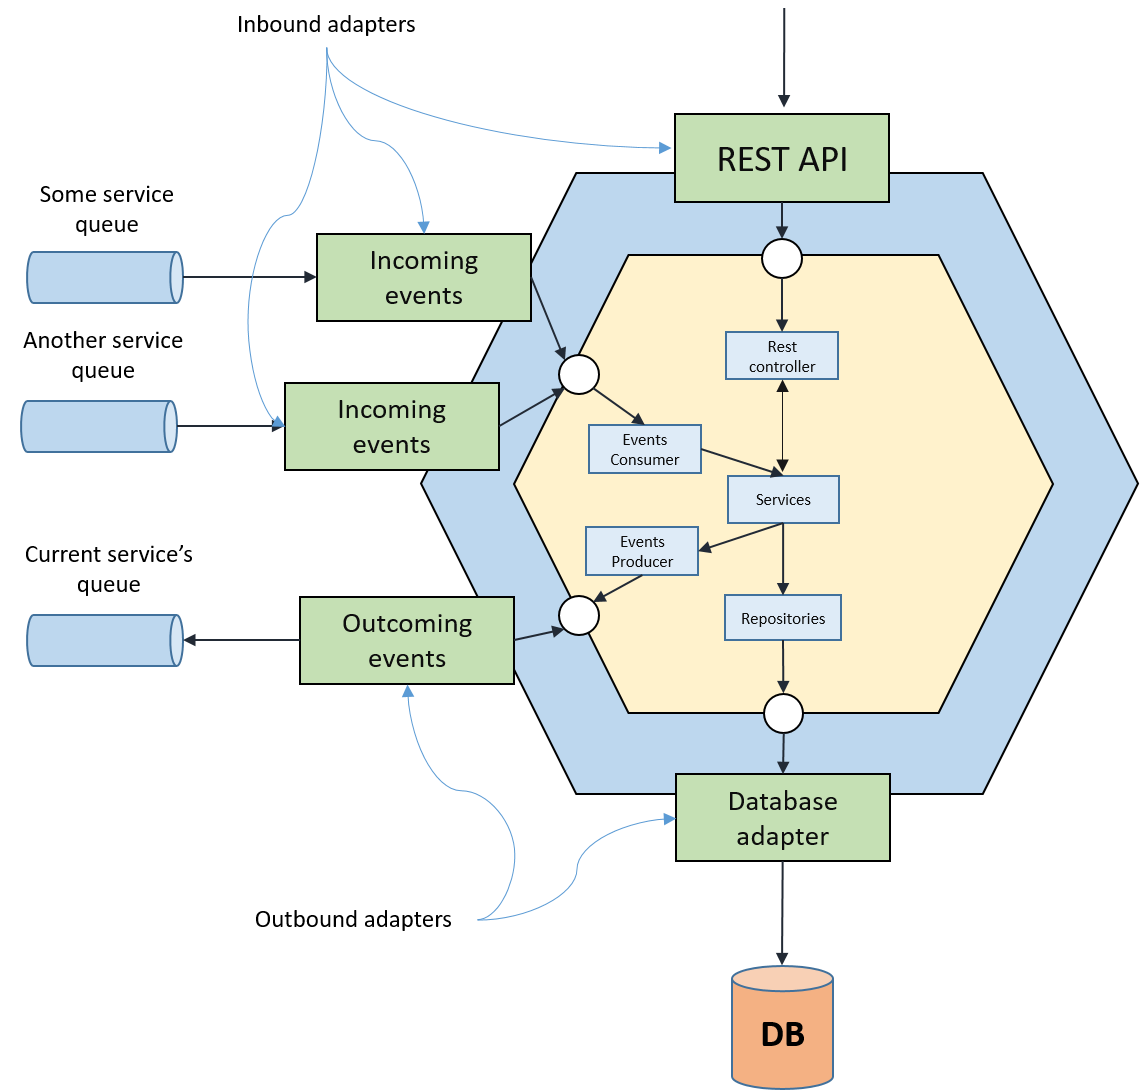 Inbound adapters
REST API
Some service
queue
Incoming
events
Another service
queue
Rest
controller
Incoming
events
Events
Consumer
Services
Current service’s
queue
Events
Producer
Outcoming
events
Repositories
Database
adapter
Outbound adapters
DB